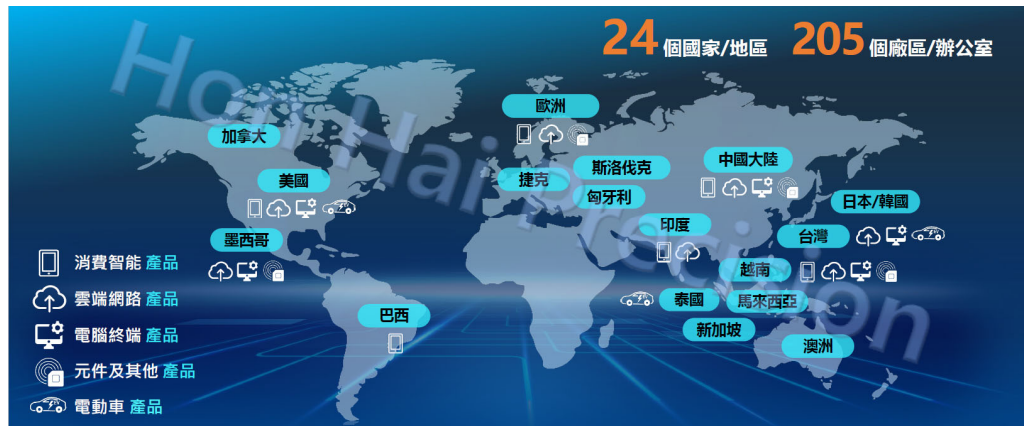 24 個國家/地區 205 個廠區/辦公室
Hon Hai Precision
歐洲
加拿大
美國
墨西哥
捷克
斯洛伐克
匈牙利
中國大陸
日本/韓國
印度
台灣
越南
泰國
馬來西亞
新加坡
澳洲
巴西
消費智能 產品
雲端網路 產品
電腦終端 產品
元件及其他 產品
電動車 產品